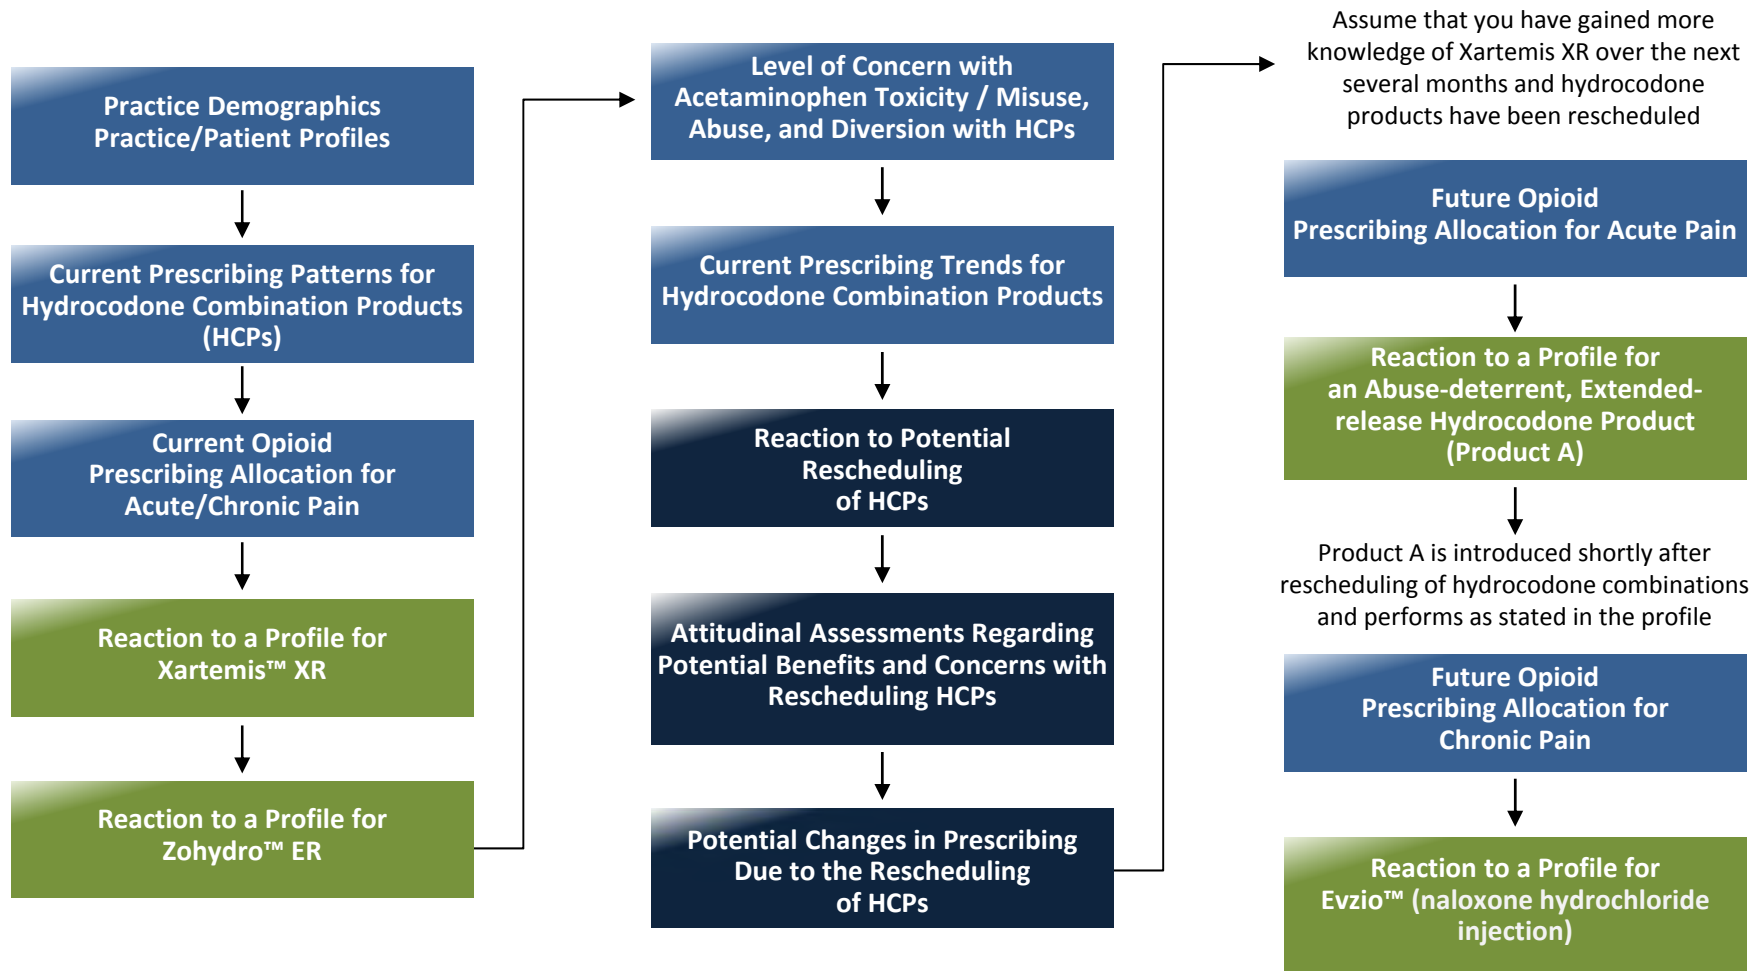 Practice Demographics
Practice/Patient Profiles
Current Prescribing Patterns for
Hydrocodone Combination Products
(HCPs)
Current Opioid
Prescribing Allocation for
Acute/Chronic Pain
Reaction to a Profile for
Xartemis™ XR
Reaction to a Profile for
Zohydro™ ER
Level of Concern with
Acetaminophen Toxicity / Misuse,
Abuse, and Diversion with HCPs
Current Prescribing Trends for
Hydrocodone Combination Products
Reaction to Potential
Rescheduling
of HCPs
Attitudinal Assessments Regarding
Potential Benefits and Concerns with
Rescheduling HCPs
Potential Changes in Prescribing
Due to the Rescheduling
of HCPs
Assume that you have gained more
knowledge of Xartemis XR over the next
several months and hydrocodone
products have been rescheduled
Future Opioid
Prescribing Allocation for Acute Pain
Reaction to a Profile for
an Abuse-deterrent, Extended-
release Hydrocodone Product
(Product A)
Product A is introduced shortly after
rescheduling of hydrocodone combinations
and performs as stated in the profile
Future Opioid
Prescribing Allocation for
Chronic Pain
Reaction to a Profile for
Evzio™ (naloxone hydrochloride
injection)